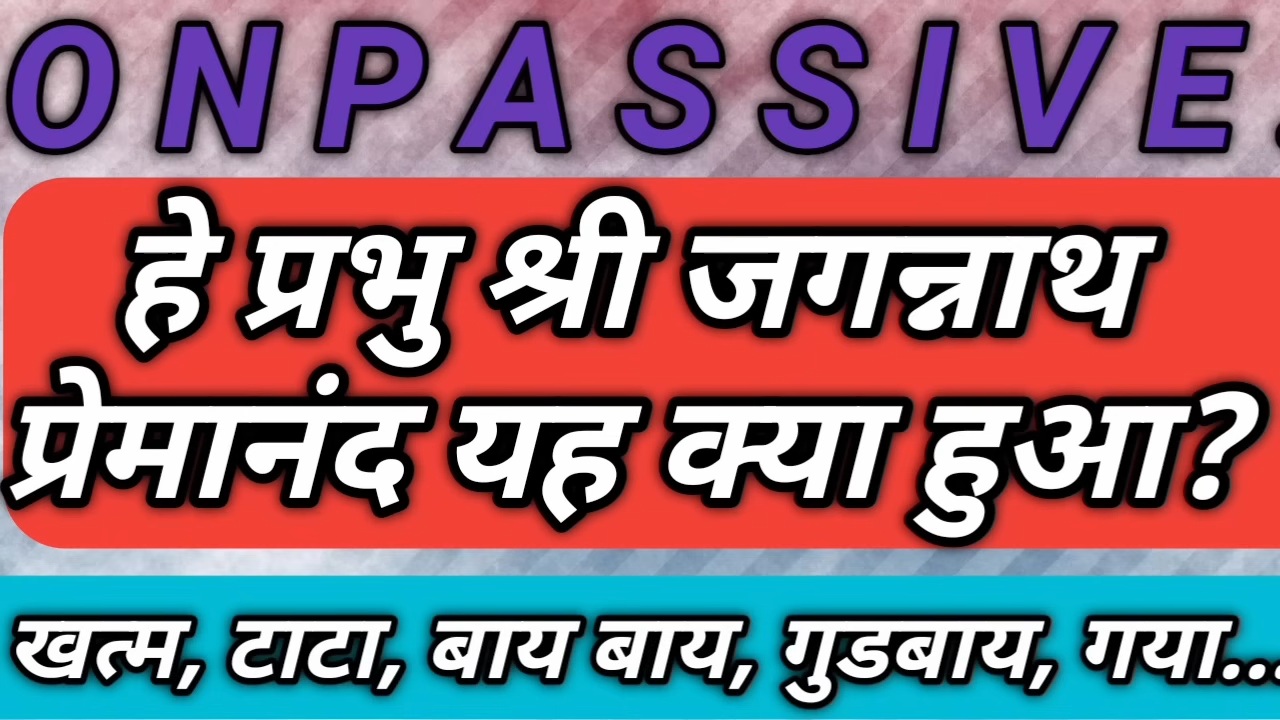 ONPASSIVE.
हे प्रभु श्री जगन्नाथ
प्रेमानंद यह क्या हुआ?
खत्म, टाटा, बाय बाय, गुडबाय, गया...